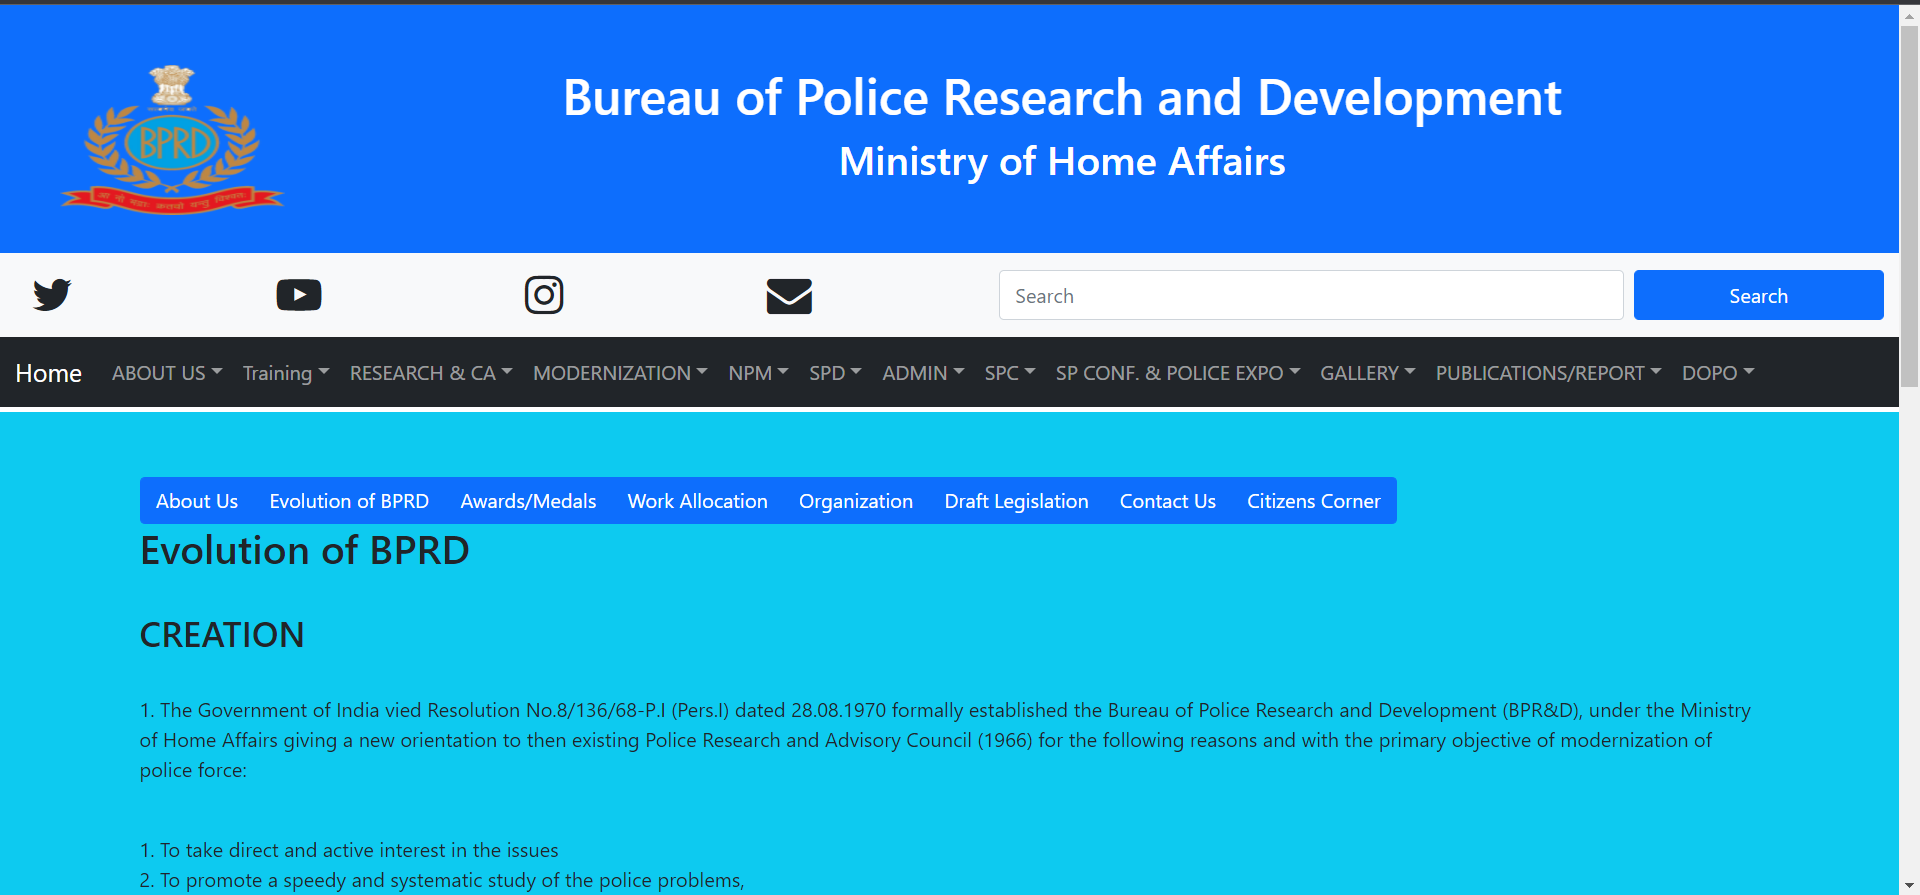 BPRD
आ नो भद्राः क्रतवो यन्तु विश्वतः
Bureau of Police Research and Development
Ministry of Home Affairs
Search
Search
Home ABOUT US Training RESEARCH & CA MODERNIZATION NPM SPD ADMIN SPC SP CONF. & POLICE EXPO GALLERY PUBLICATIONS/REPORT DOPO
About Us Evolution of BPRD Awards/Medals Work Allocation Organization Draft Legislation Contact Us Citizens Corner
Evolution of BPRD
CREATION
1. The Government of India vied Resolution No.8/136/68-P.I (Pers.I) dated 28.08.1970 formally established the Bureau of Police Research and Development (BPR&D), under the Ministry
of Home Affairs giving a new orientation to then existing Police Research and Advisory Council (1966) for the following reasons and with the primary objective of modernization of
police force:
1. To take direct and active interest in the issues
2. To promote a speedy and systematic study of the police problems,